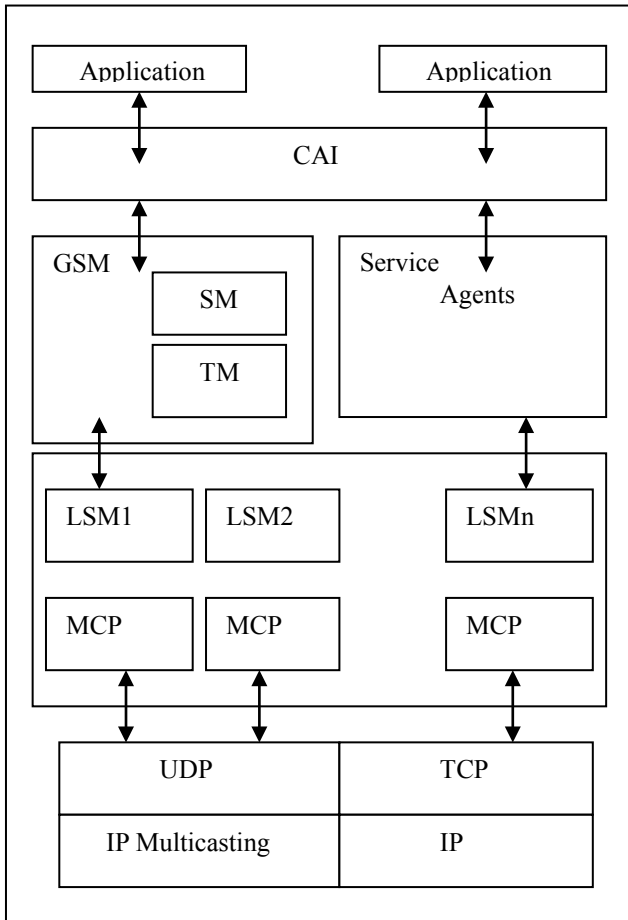 Application
Application
CAI
GSM
SM
TM
Service
Agents
LSM1
LSM2
LSMn
MCP
MCP
MCP
UDP
TCP
IP Multicasting
IP